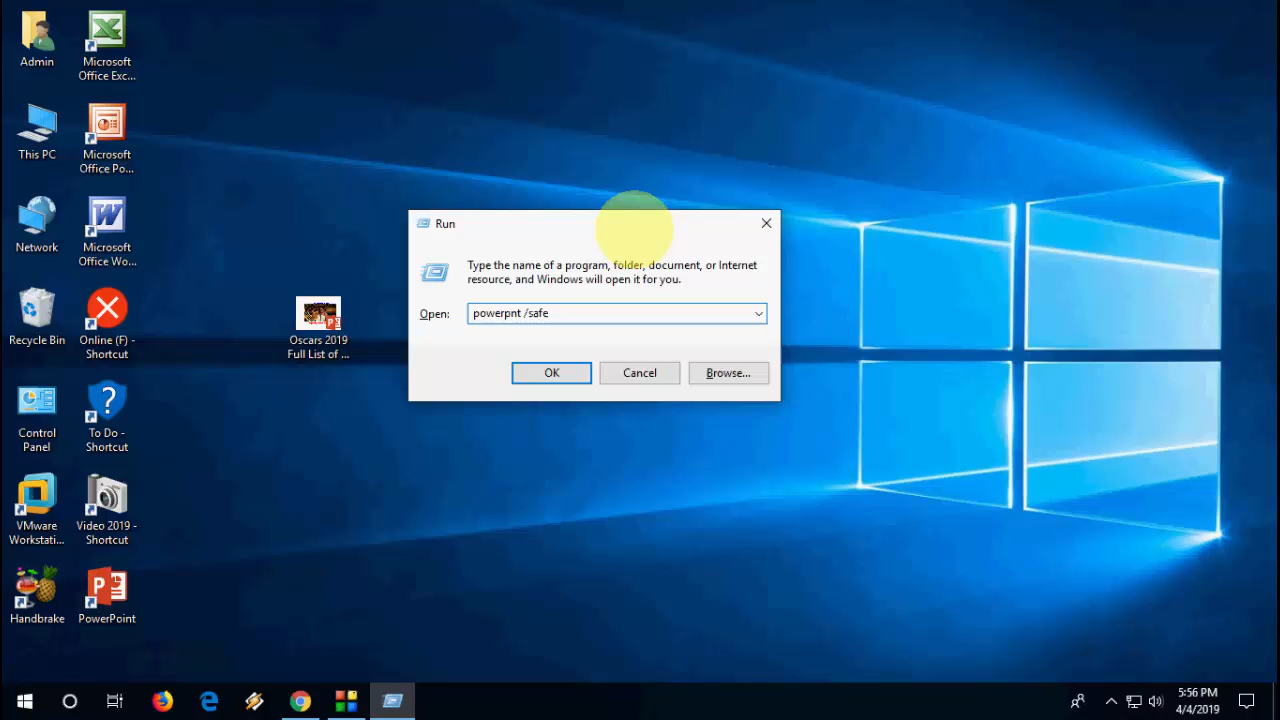 Admin
Microsoft
Office Exc...
This PC
Microsoft
Office Po...
Network
Microsoft
Office Wo...
Recycle Bin
Online (F) -
Shortcut
Control
Panel
To Do -
Shortcut
VMware
Workstati...
Video 2019 -
Shortcut
Handbrake
PowerPoint
Oscars 2019
Full List of ...
Run
Type the name of a program, folder, document, or Internet
resource, and Windows will open it for you.
Open:
powerpnt /safe
OK
Cancel
Browse...
5:56 PM
4/4/2019